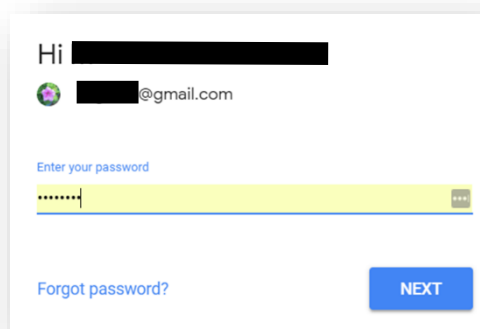 Hi
@gmail.com
Enter your password
••••••••
Forgot password?
NEXT